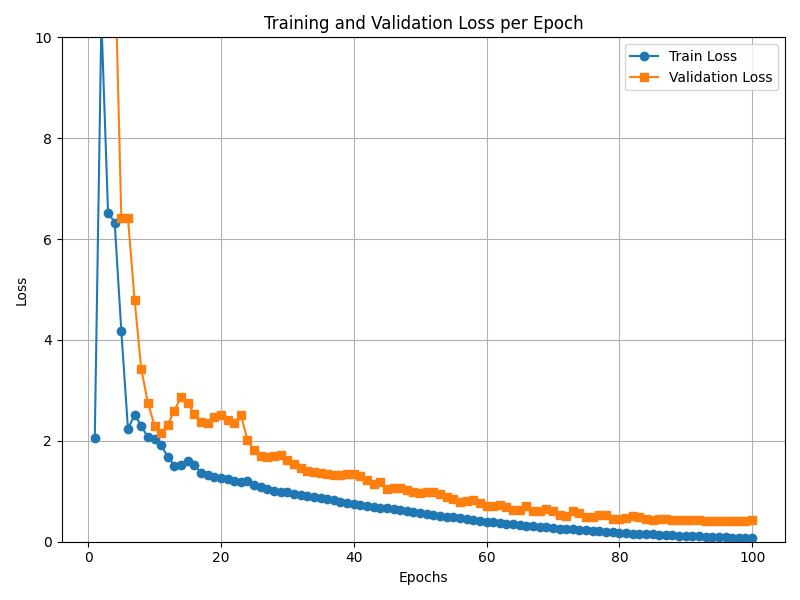 Training and Validation Loss per Epoch
Train Loss
Validation Loss
Loss
10
8
6
4
2
0
0 20 40 60 80 100
Epochs